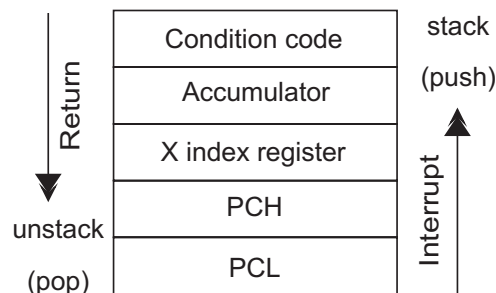 Condition code
Accumulator
X index register
PCH
PCL
Return
unstack
(pop)
stack
(push)
Interrupt